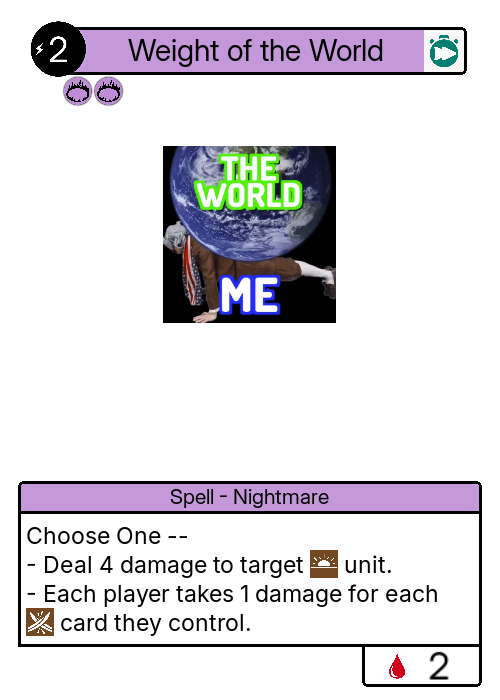 2 Weight of the World
THE
WORLD
ME
Spell - Nightmare
Choose One --
- Deal 4 damage to target unit.
- Each player takes 1 damage for each
card they control.
2